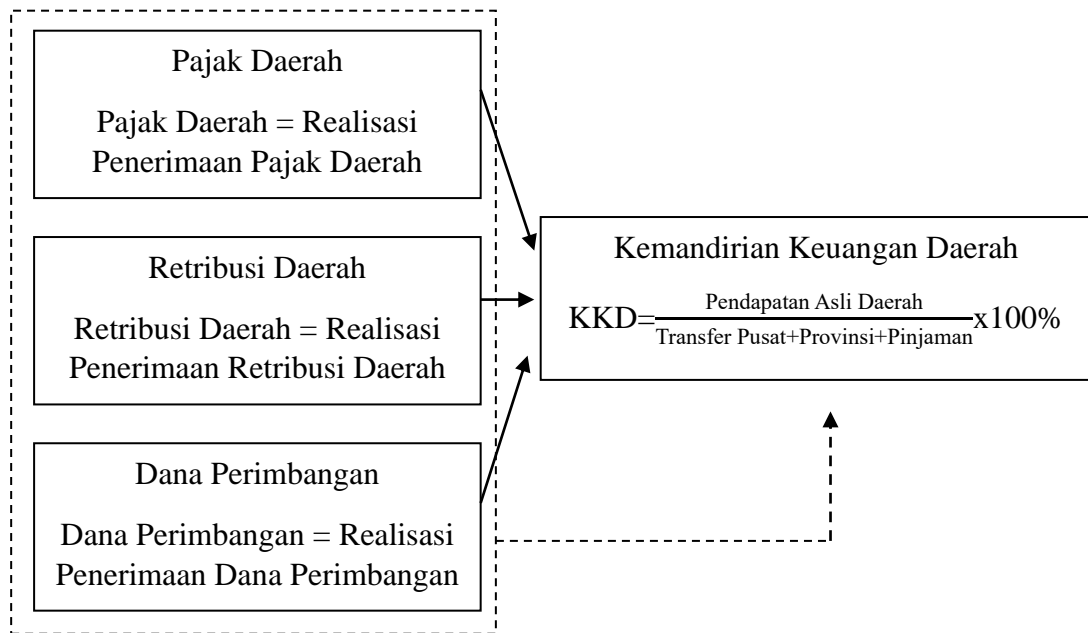 Pajak Daerah
Pajak Daerah = Realisasi
Penerimaan Pajak Daerah
Retribusi Daerah
Retribusi Daerah = Realisasi
Penerimaan Retribusi Daerah
Dana Perimbangan
Dana Perimbangan = Realisasi
Penerimaan Dana Perimbangan
Kemandirian Keuangan Daerah
Pendapatan Asli Daerah
KKD= x100%
Transfer Pusat+Provinsi+Pinjaman